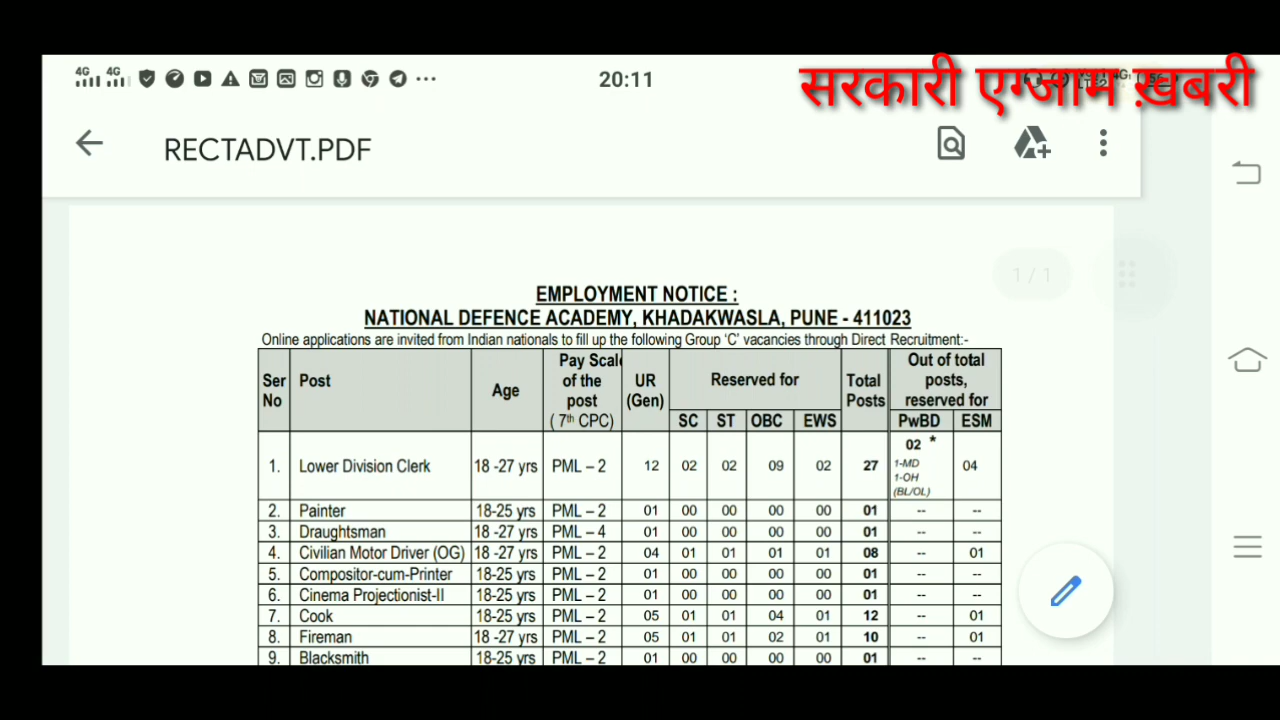 4G 4G 20:11
सरकारी एग्जाम ख़बरी
RECTADVT.PDF
1 / 1
EMPLOYMENT NOTICE :
NATIONAL DEFENCE ACADEMY, KHADAKWASLA, PUNE - 411023
Online applications are invited from Indian nationals to fill up the following Group 'C' vacancies through Direct Recruitment:-
Ser No Post Age Pay Scale of the post ( 7th CPC) UR (Gen) Reserved for Total Posts Out of total posts, reserved for
SC ST OBC EWS PwBD ESM
1. Lower Division Clerk 18 -27 yrs PML – 2 12 02 02 09 02 27 02 * 1-MD 1-OH (BL/OL) 04
2. Painter 18-25 yrs PML – 2 01 00 00 00 00 01 -- --
3. Draughtsman 18 -27 yrs PML – 4 01 00 00 00 00 01 -- --
4. Civilian Motor Driver (OG) 18 -27 yrs PML – 2 04 01 01 01 01 08 -- 01
5. Compositor-cum-Printer 18-25 yrs PML – 2 01 00 00 00 00 01 -- --
6. Cinema Projectionist-II 18-25 yrs PML – 2 01 00 00 00 00 01 -- --
7. Cook 18-25 yrs PML – 2 05 01 01 04 01 12 -- 01
8. Fireman 18 -27 yrs PML – 2 05 01 01 02 01 10 -- 01
9. Blacksmith 18-25 yrs PML – 2 01 00 00 00 00 01 -- --